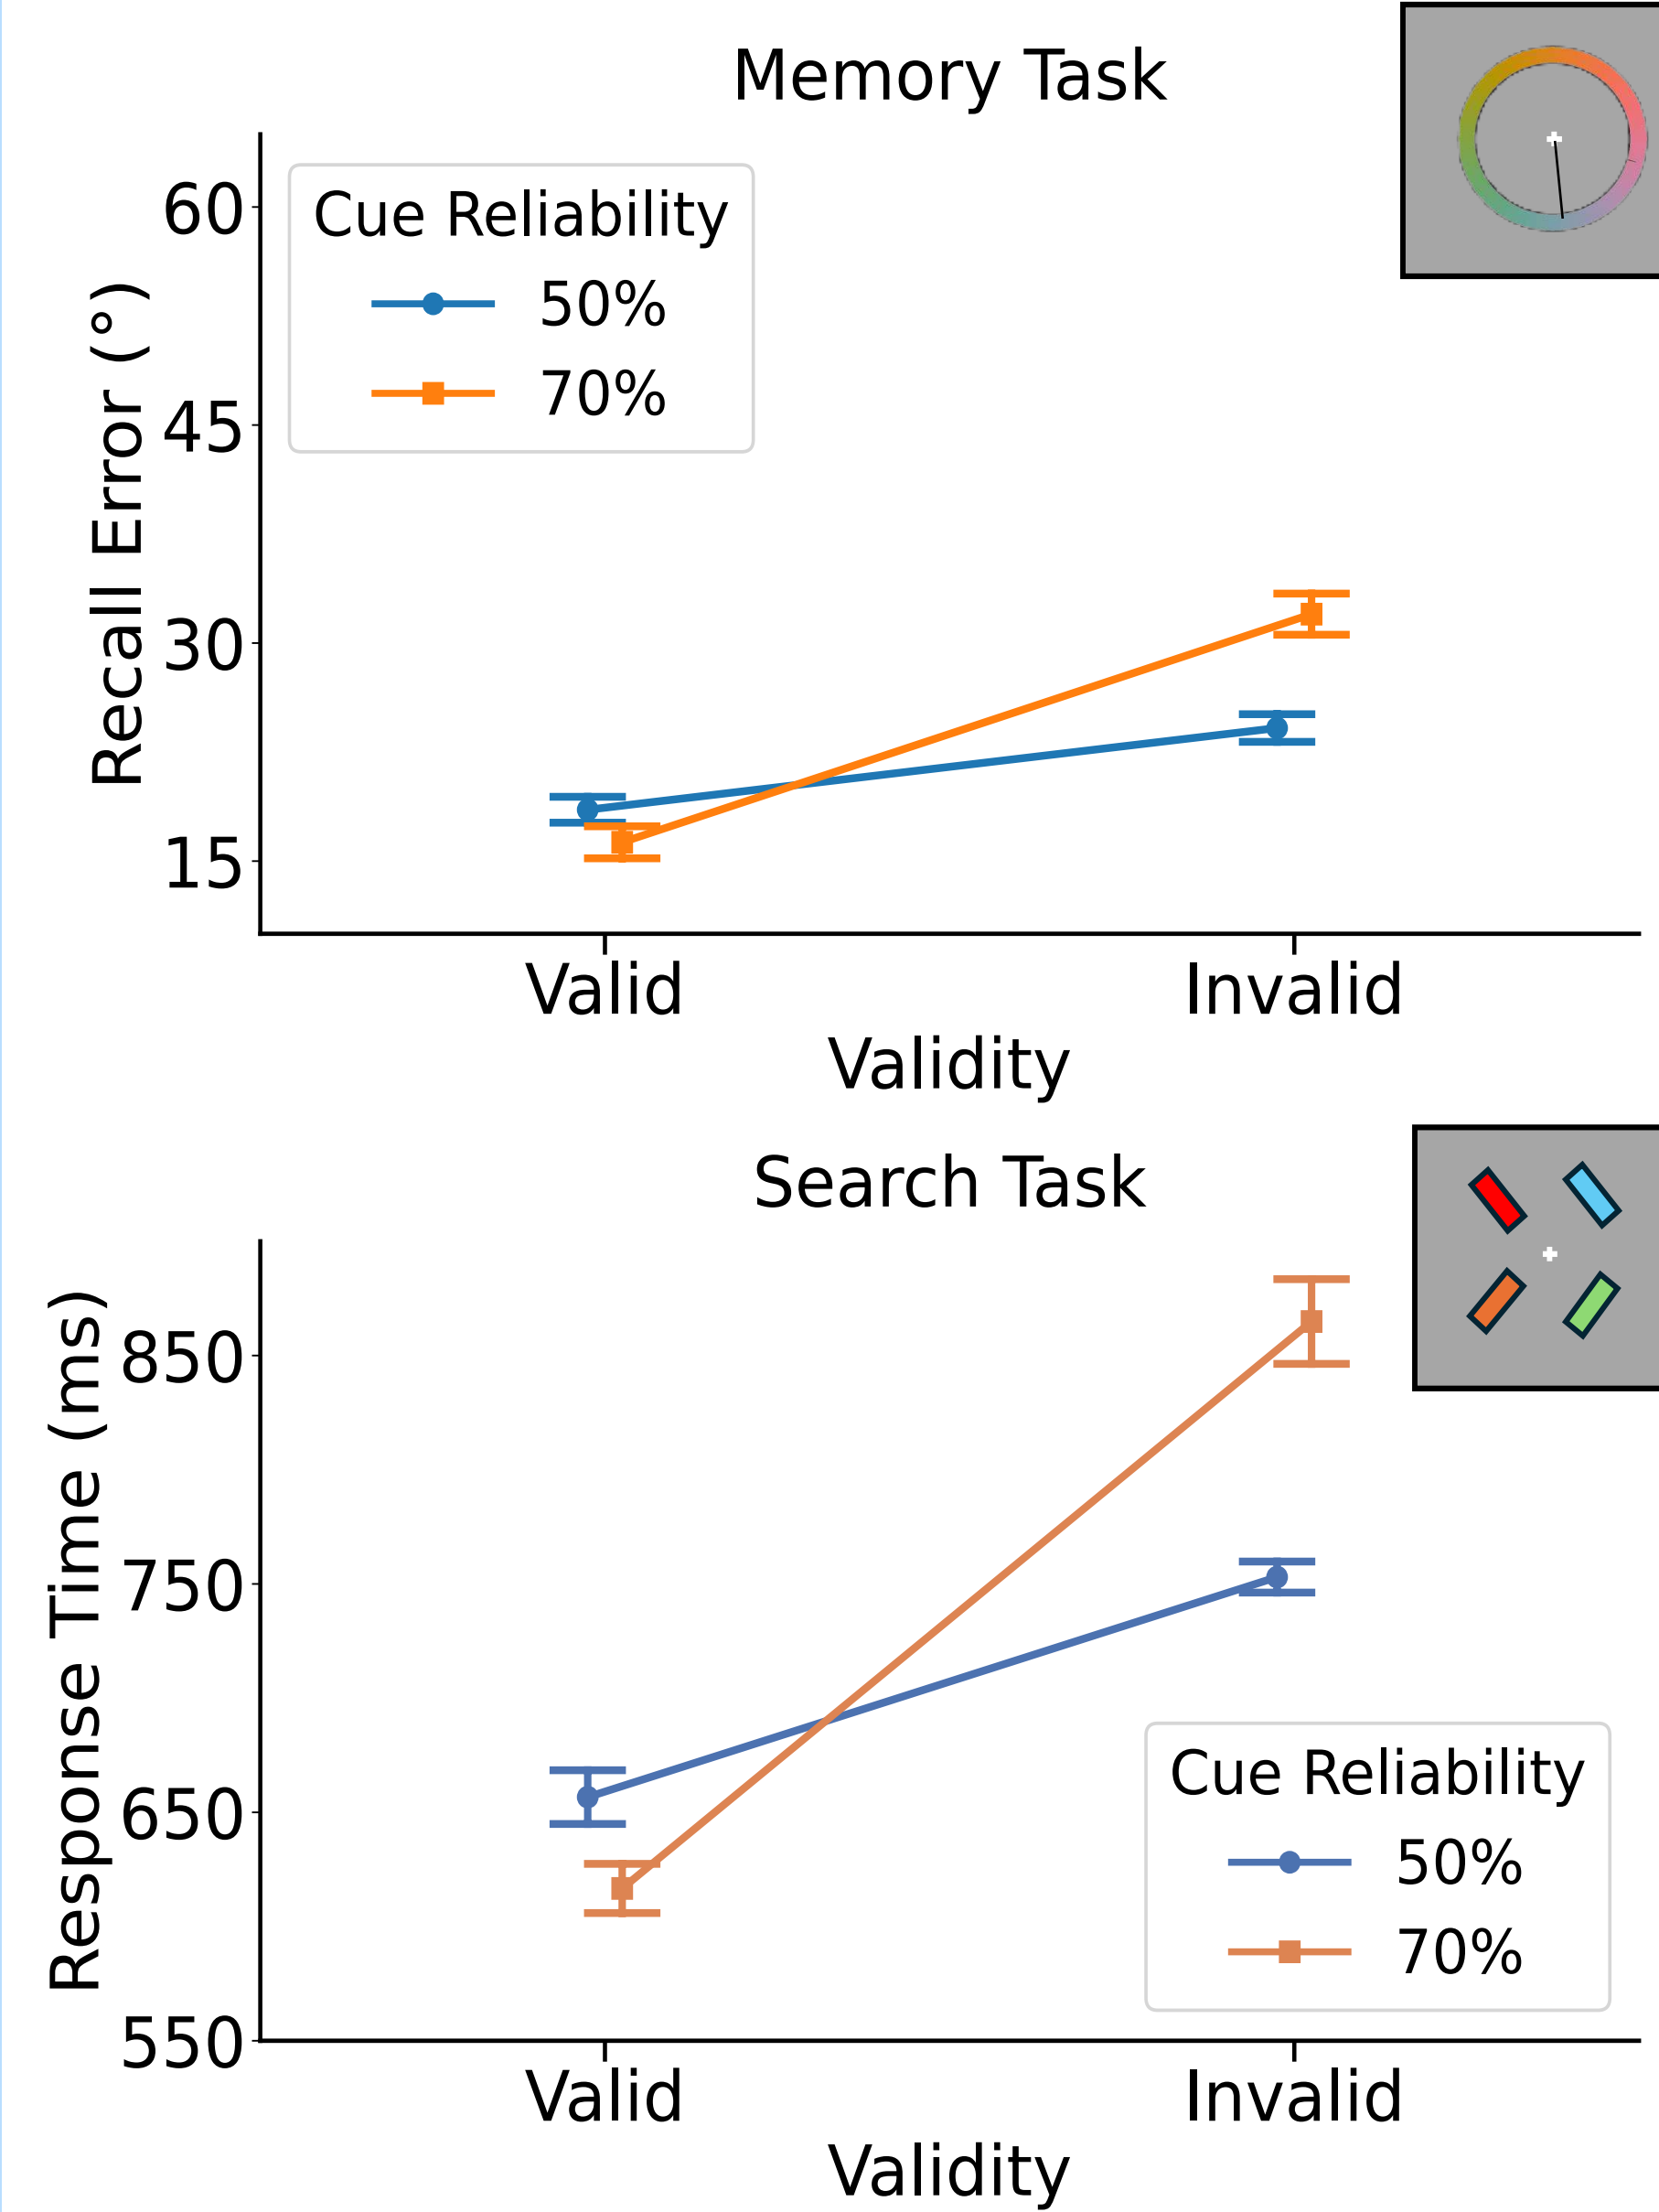 Memory Task
Recall Error (°)
60
45
30
15
Cue Reliability
50%
70%
Valid
Invalid
Validity
Search Task
Response Time (ms)
850
750
650
550
Cue Reliability
50%
70%
Valid
Invalid
Validity